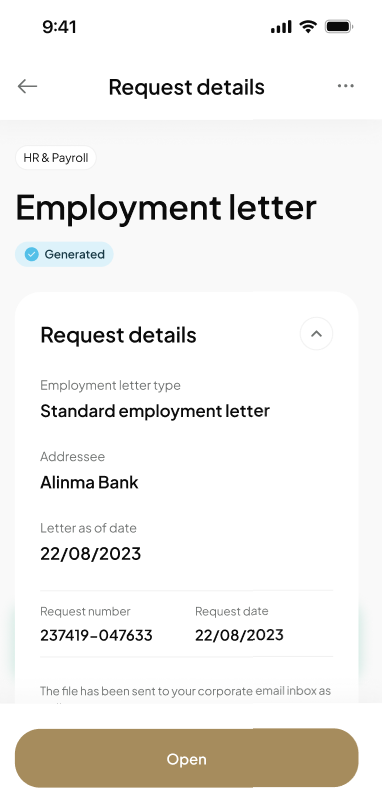 9:41
Request details
HR & Payroll
Employment letter
Generated
Request details
Employment letter type
Standard employment letter
Addressee
Alinma Bank
Letter as of date
22/08/2023
Request number
Request date
237419-047633
22/08/2023
The file has been sent to your corporate email inbox as
Open